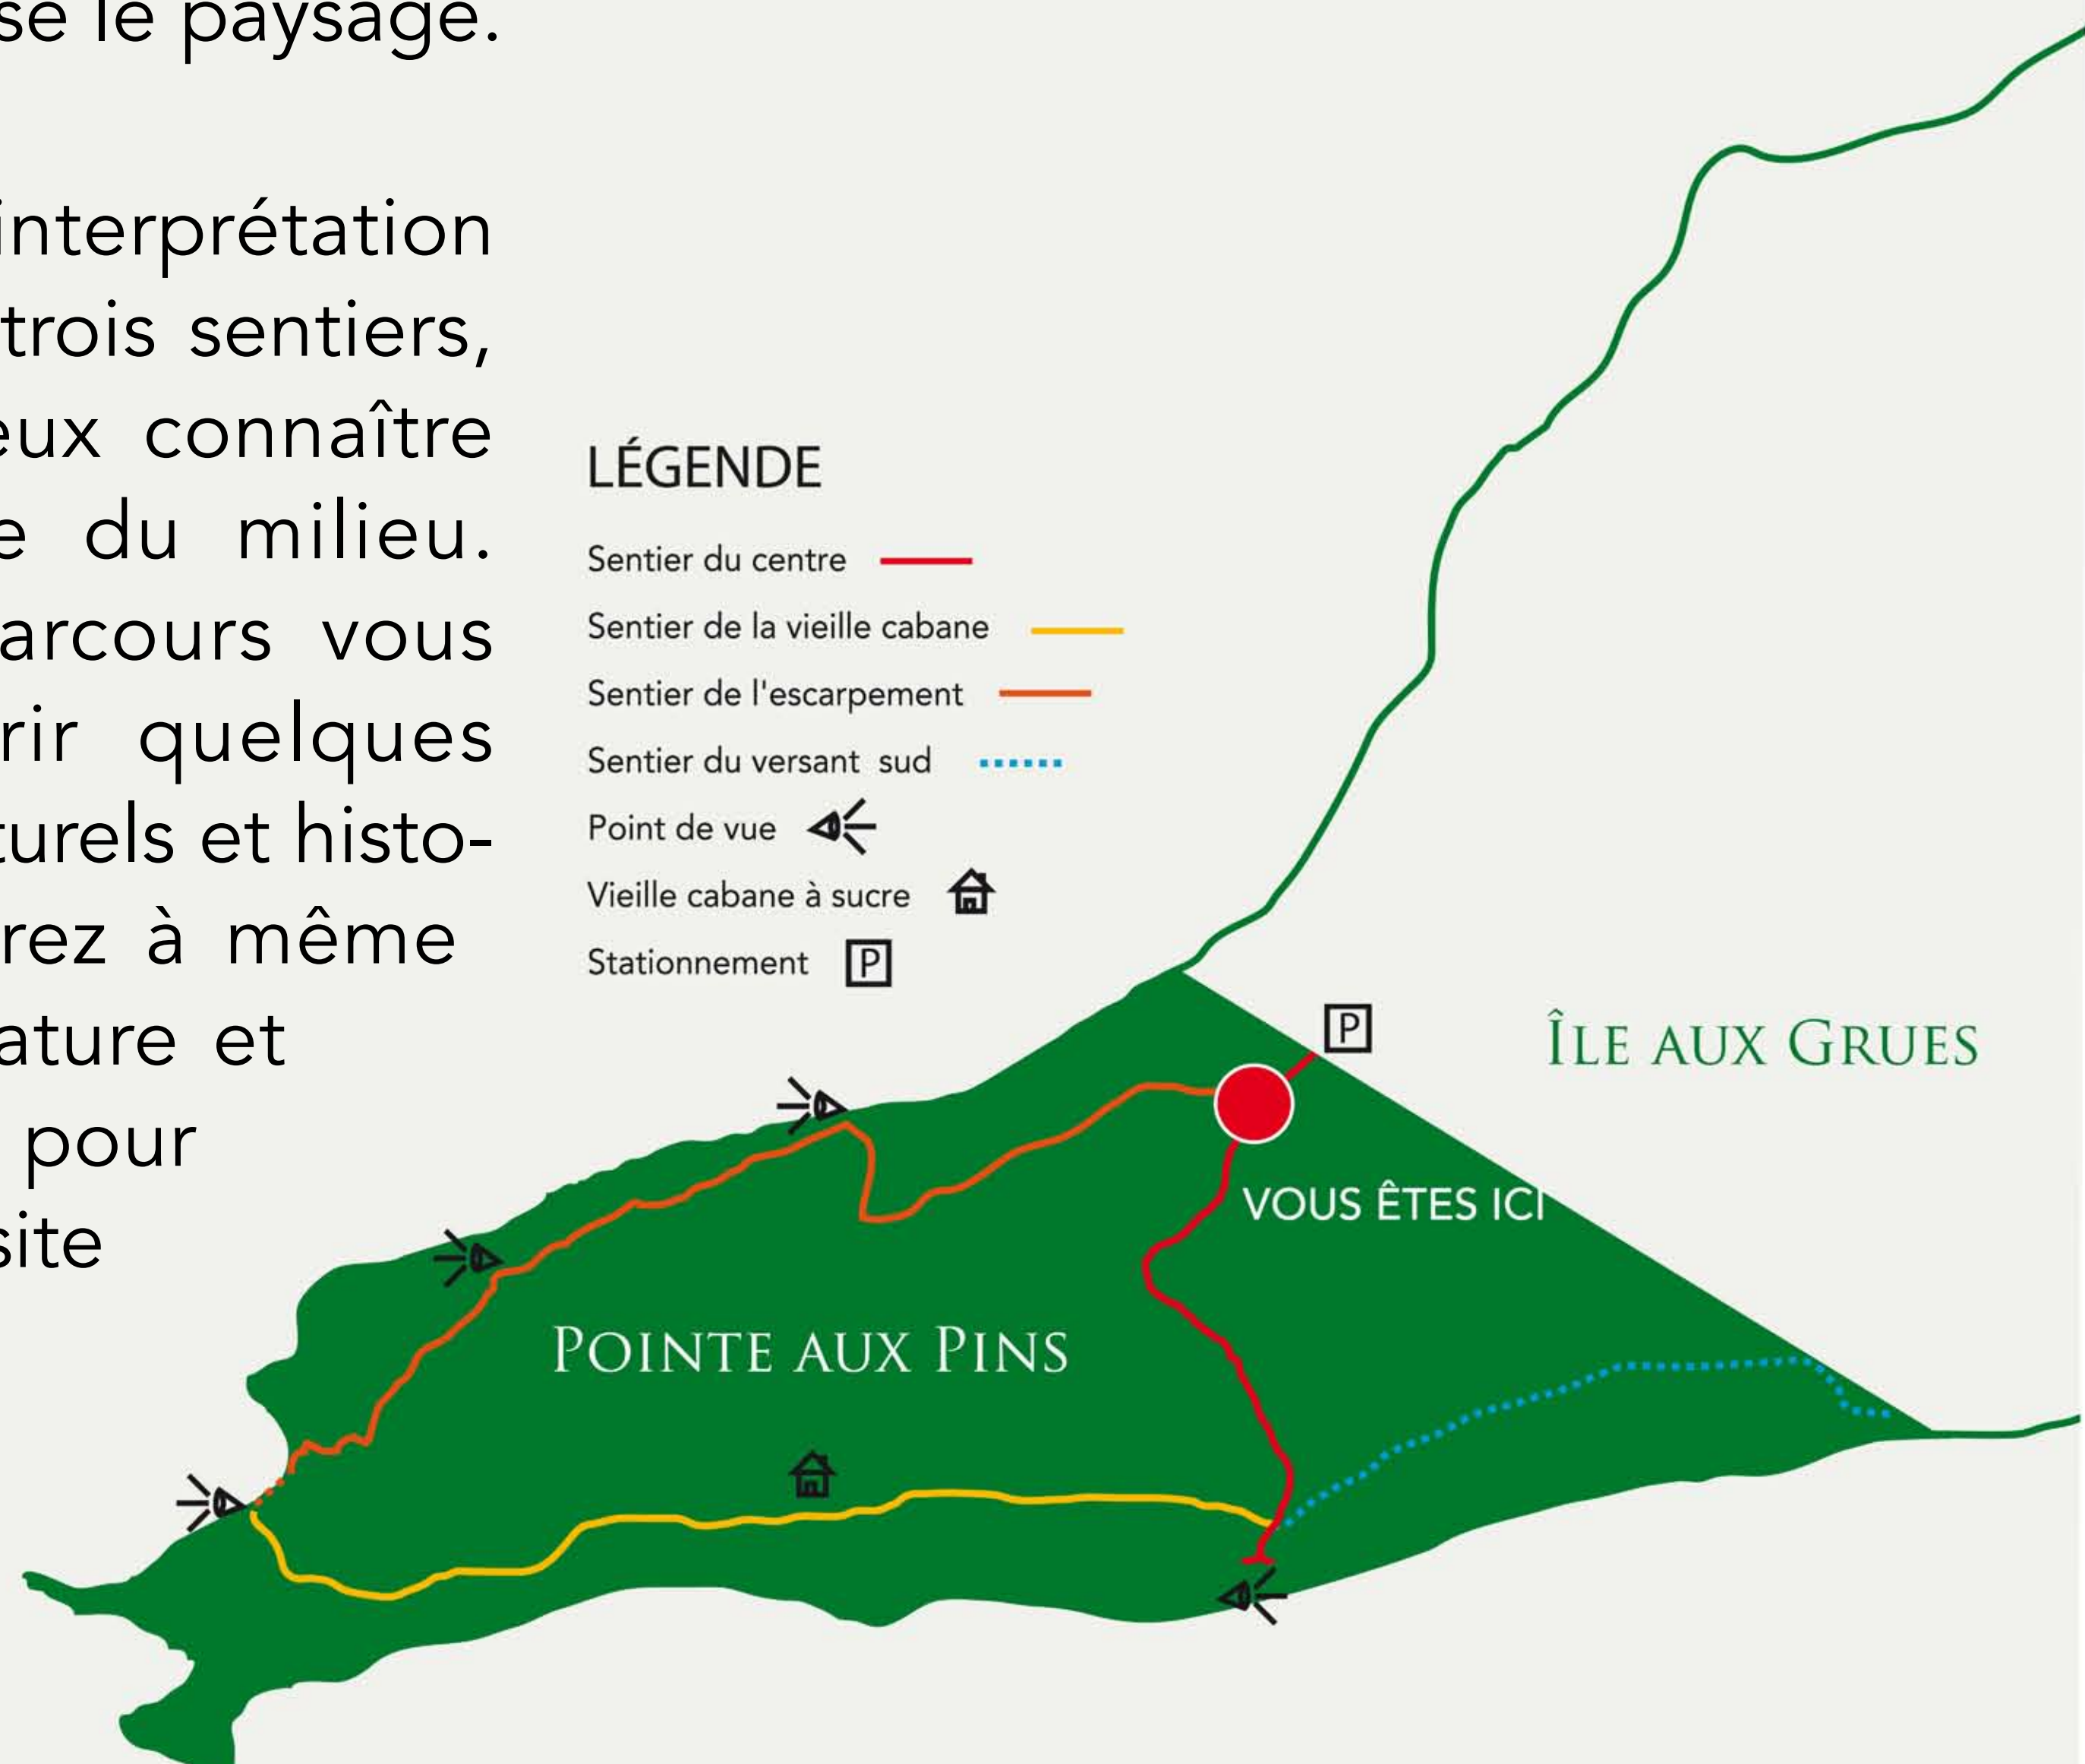 se le paysage.
interprétation
trois sentiers,
eux connaître
e du milieu.
arcours vous
rir quelques
turels et histo-
rez à même
ature et
pour
site
LÉGENDE
Sentier du centre
Sentier de la vieille cabane
Sentier de l'escarpement
Sentier du versant sud
Point de vue
Vieille cabane à sucre
Stationnement P
P
ÎLE AUX GRUES
VOUS ÊTES ICI
POINTE AUX PINS